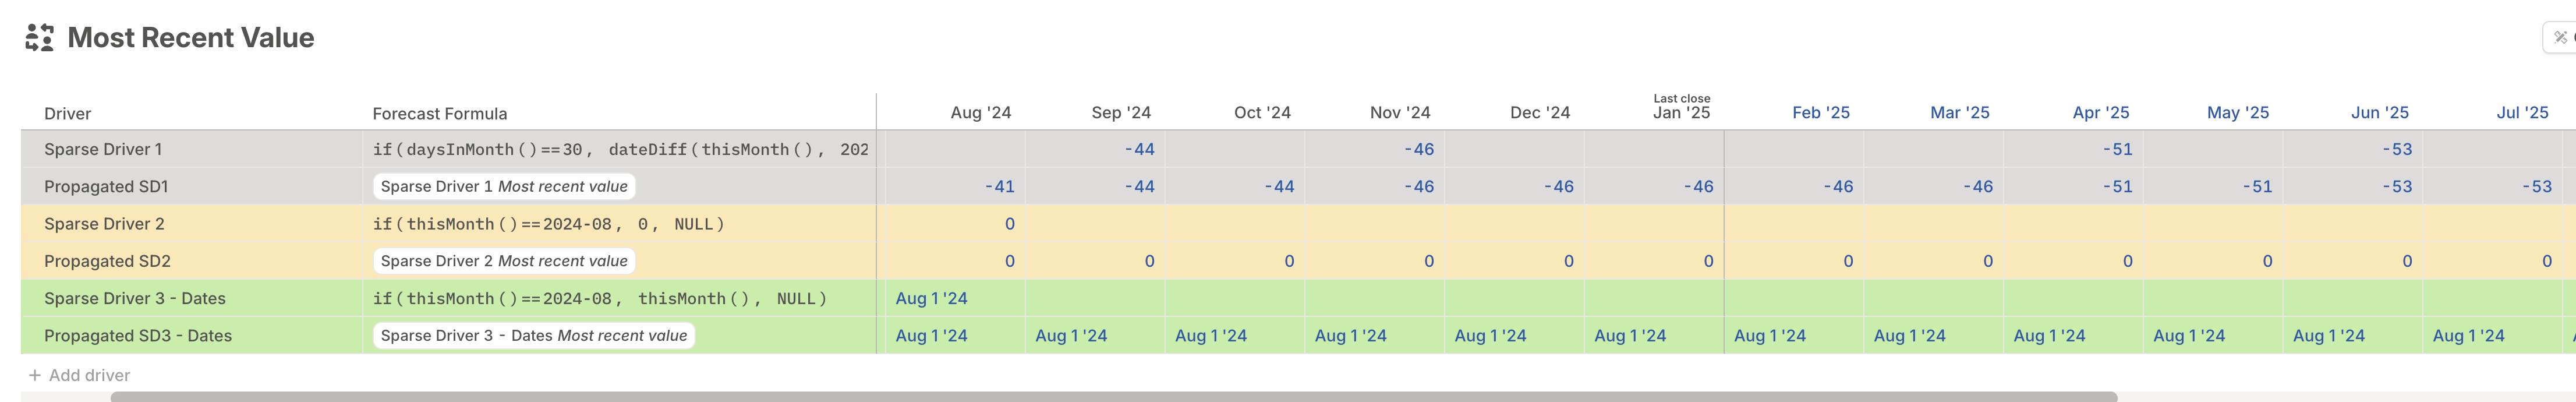 Most Recent Value
Last close
Driver Forecast Formula Aug '24 Sep '24 Oct '24 Nov '24 Dec '24 Jan '25 Feb '25 Mar '25 Apr '25 May '25 Jun '25 Jul '25
Sparse Driver 1 if(daysInMonth()==30, dateDiff(thisMonth(), 202 -44 -46 -51 -53
Propagated SD1 Sparse Driver 1 Most recent value -41 -44 -44 -46 -46 -46 -46 -46 -51 -51 -53 -53
Sparse Driver 2 if(thisMonth()==2024-08, 0, NULL) 0
Propagated SD2 Sparse Driver 2 Most recent value 0 0 0 0 0 0 0 0 0 0 0 0
Sparse Driver 3 - Dates if(thisMonth()==2024-08, thisMonth(), NULL) Aug 1 '24
Propagated SD3 - Dates Sparse Driver 3 - Dates Most recent value Aug 1 '24 Aug 1 '24 Aug 1 '24 Aug 1 '24 Aug 1 '24 Aug 1 '24 Aug 1 '24 Aug 1 '24 Aug 1 '24 Aug 1 '24 Aug 1 '24 Aug 1 '24
+ Add driver